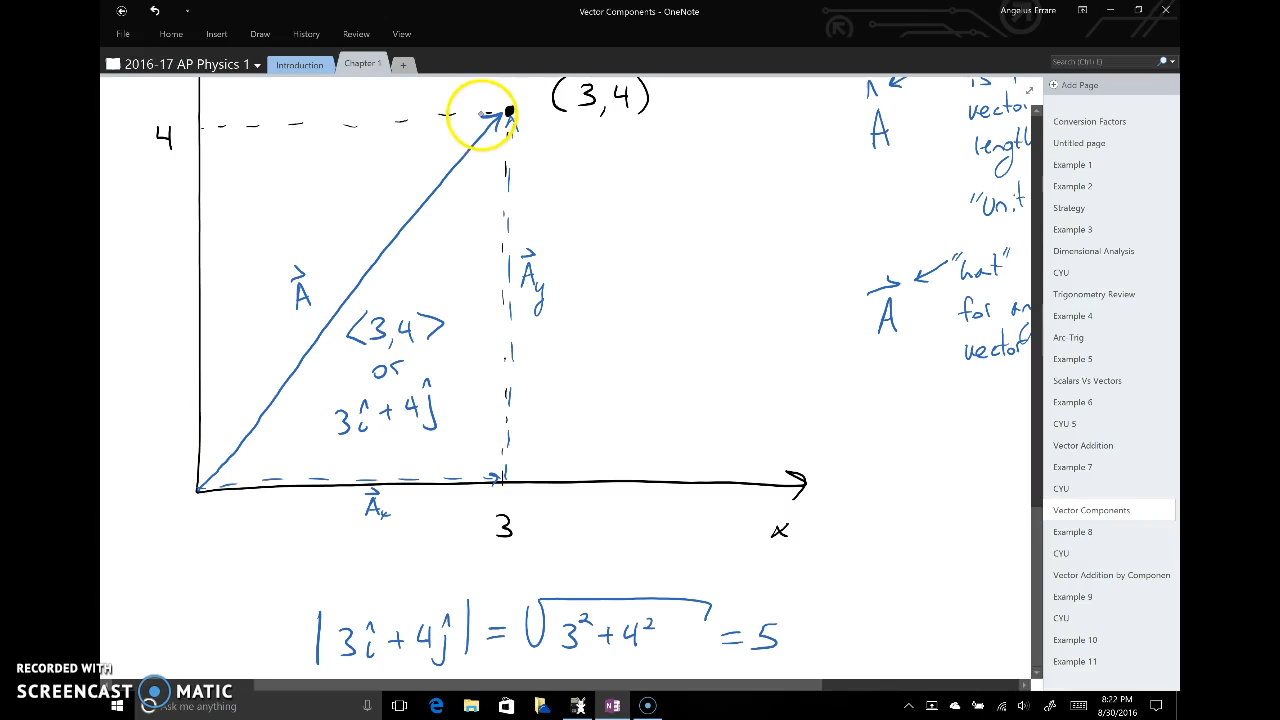 Vector Components - OneNote
Angelus Errare
File Home Insert Draw History Review View
2016-17 AP Physics 1
Introduction
Chapter 1
+
Search (Ctrl+E)
Add Page
Conversion Factors
Untitled page
Example 1
Example 2
Strategy
Example 3
Dimensional Analysis
CYU
Trigonometry Review
Example 4
Arc-Trig
Example 5
Scalars Vs Vectors
Example 6
CYU 5
Vector Addition
Example 7
CYU
Vector Components
Example 8
CYU
Vector Addition by Componen
Example 9
CYU
Example 10
Example 11
(3,4)
4
A⃗
<3,4>
or
3î + 4ĵ
A⃗y
A⃗x
3
x
|3î + 4ĵ| = √3² + 4² = 5
Â
vector
length
"Unit
A⃗
"hat"
for an
vector
RECORDED WITH
SCREENCAST MATIC
Ask me anything
8:22 PM
8/30/2016